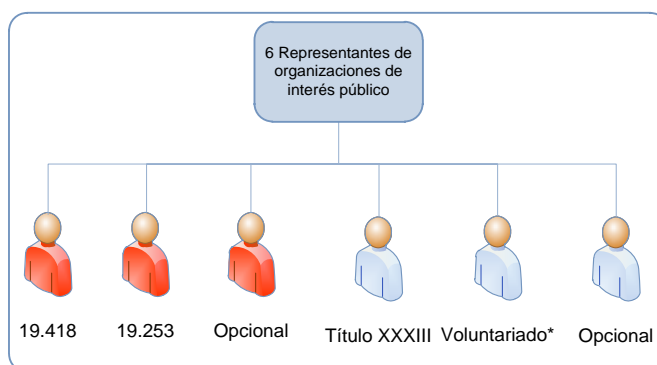 6 Representantes de
organizaciones de
interés público
19.418 19.253 Opcional Título XXXIII Voluntariado* Opcional